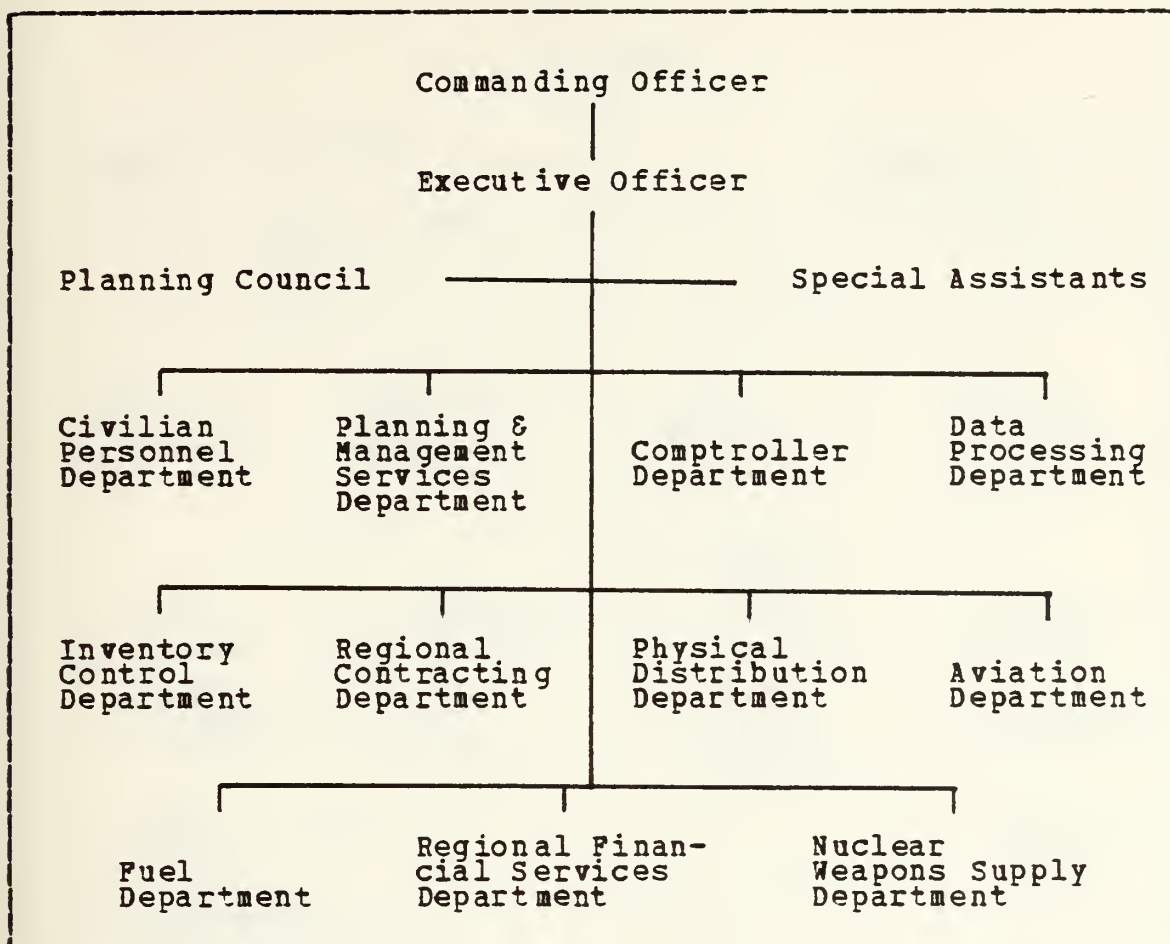 Commanding Officer
Executive Officer
Planning Council
Special Assistants
Civilian
Personnel
Department
Planning &
Management
Services
Department
Comptroller
Department
Data
Processing
Department
Inventory
Control
Department
Regional
Contracting
Department
Physical
Distribution
Department
Aviation
Department
Fuel
Department
Regional Finan-
cial Services
Department
Nuclear
Weapons Supply
Department